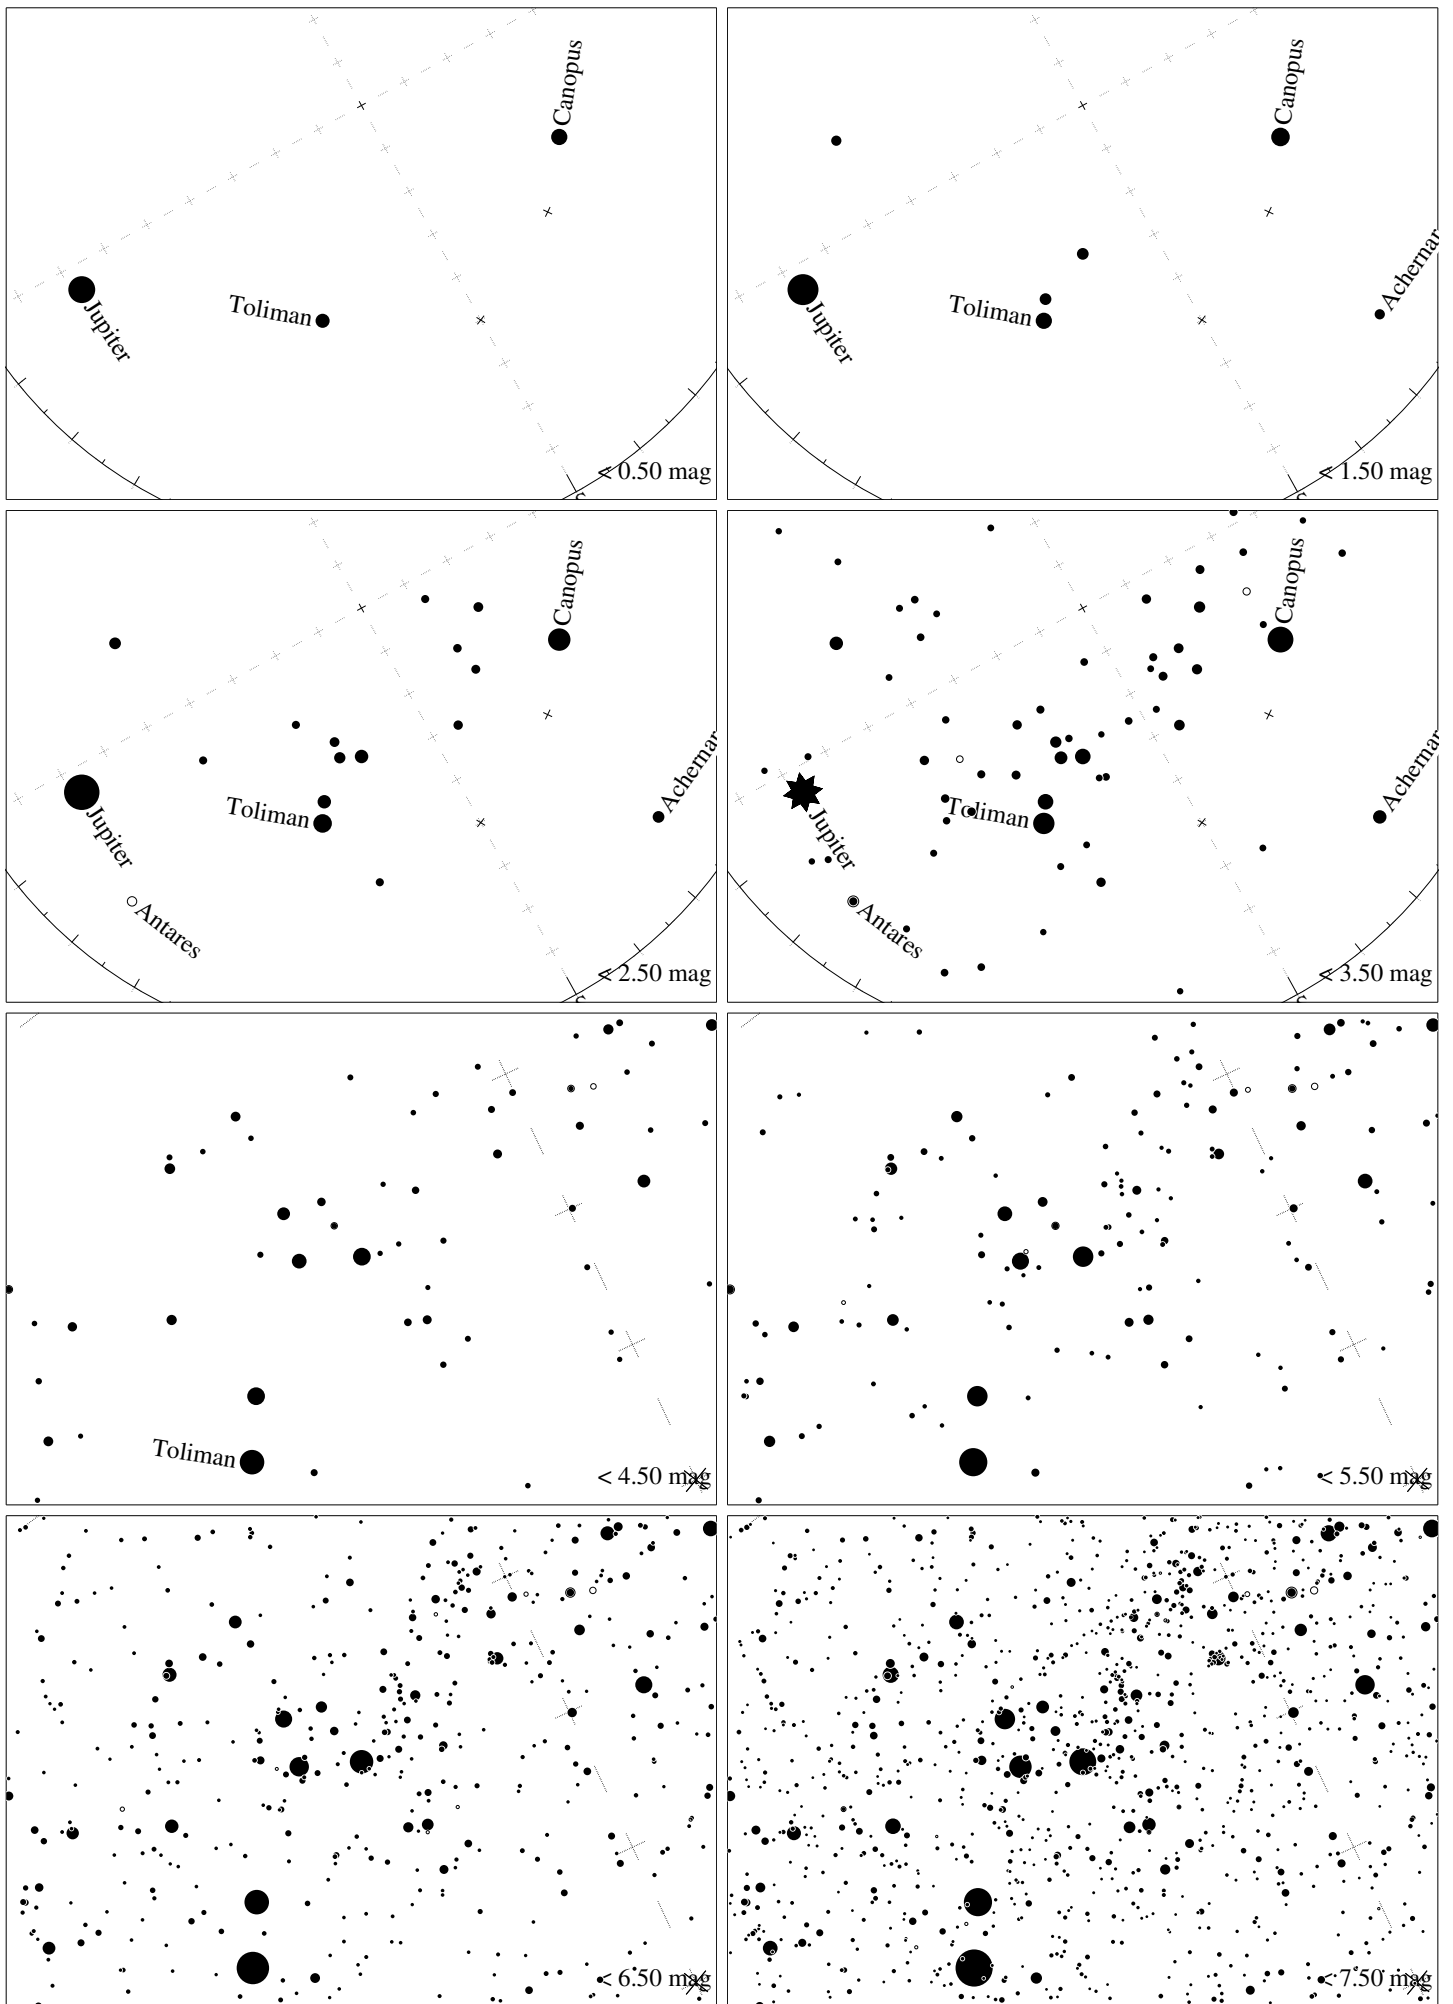 Canopus
Toliman
Jupiter
< 0.50 mag
Canopus
Achernar
Toliman
Jupiter
< 1.50 mag
Canopus
Achernar
Toliman
Jupiter
Antares
< 2.50 mag
Canopus
Achernar
Toliman
Jupiter
Antares
< 3.50 mag
Toliman
< 4.50 mag
< 5.50 mag
< 6.50 mag
< 7.50 mag